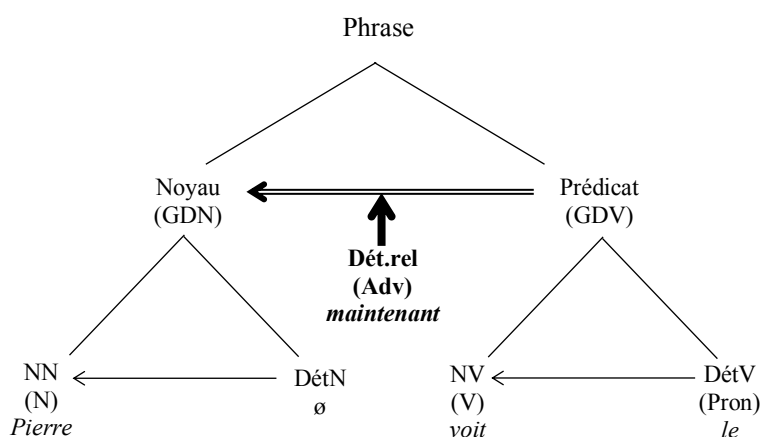 Phrase
Noyau
(GDN)
Prédicat
(GDV)
Dét.rel
(Adv)
maintenant
NN
(N)
Pierre
DétN
ø
NV
(V)
voit
DétV
(Pron)
le